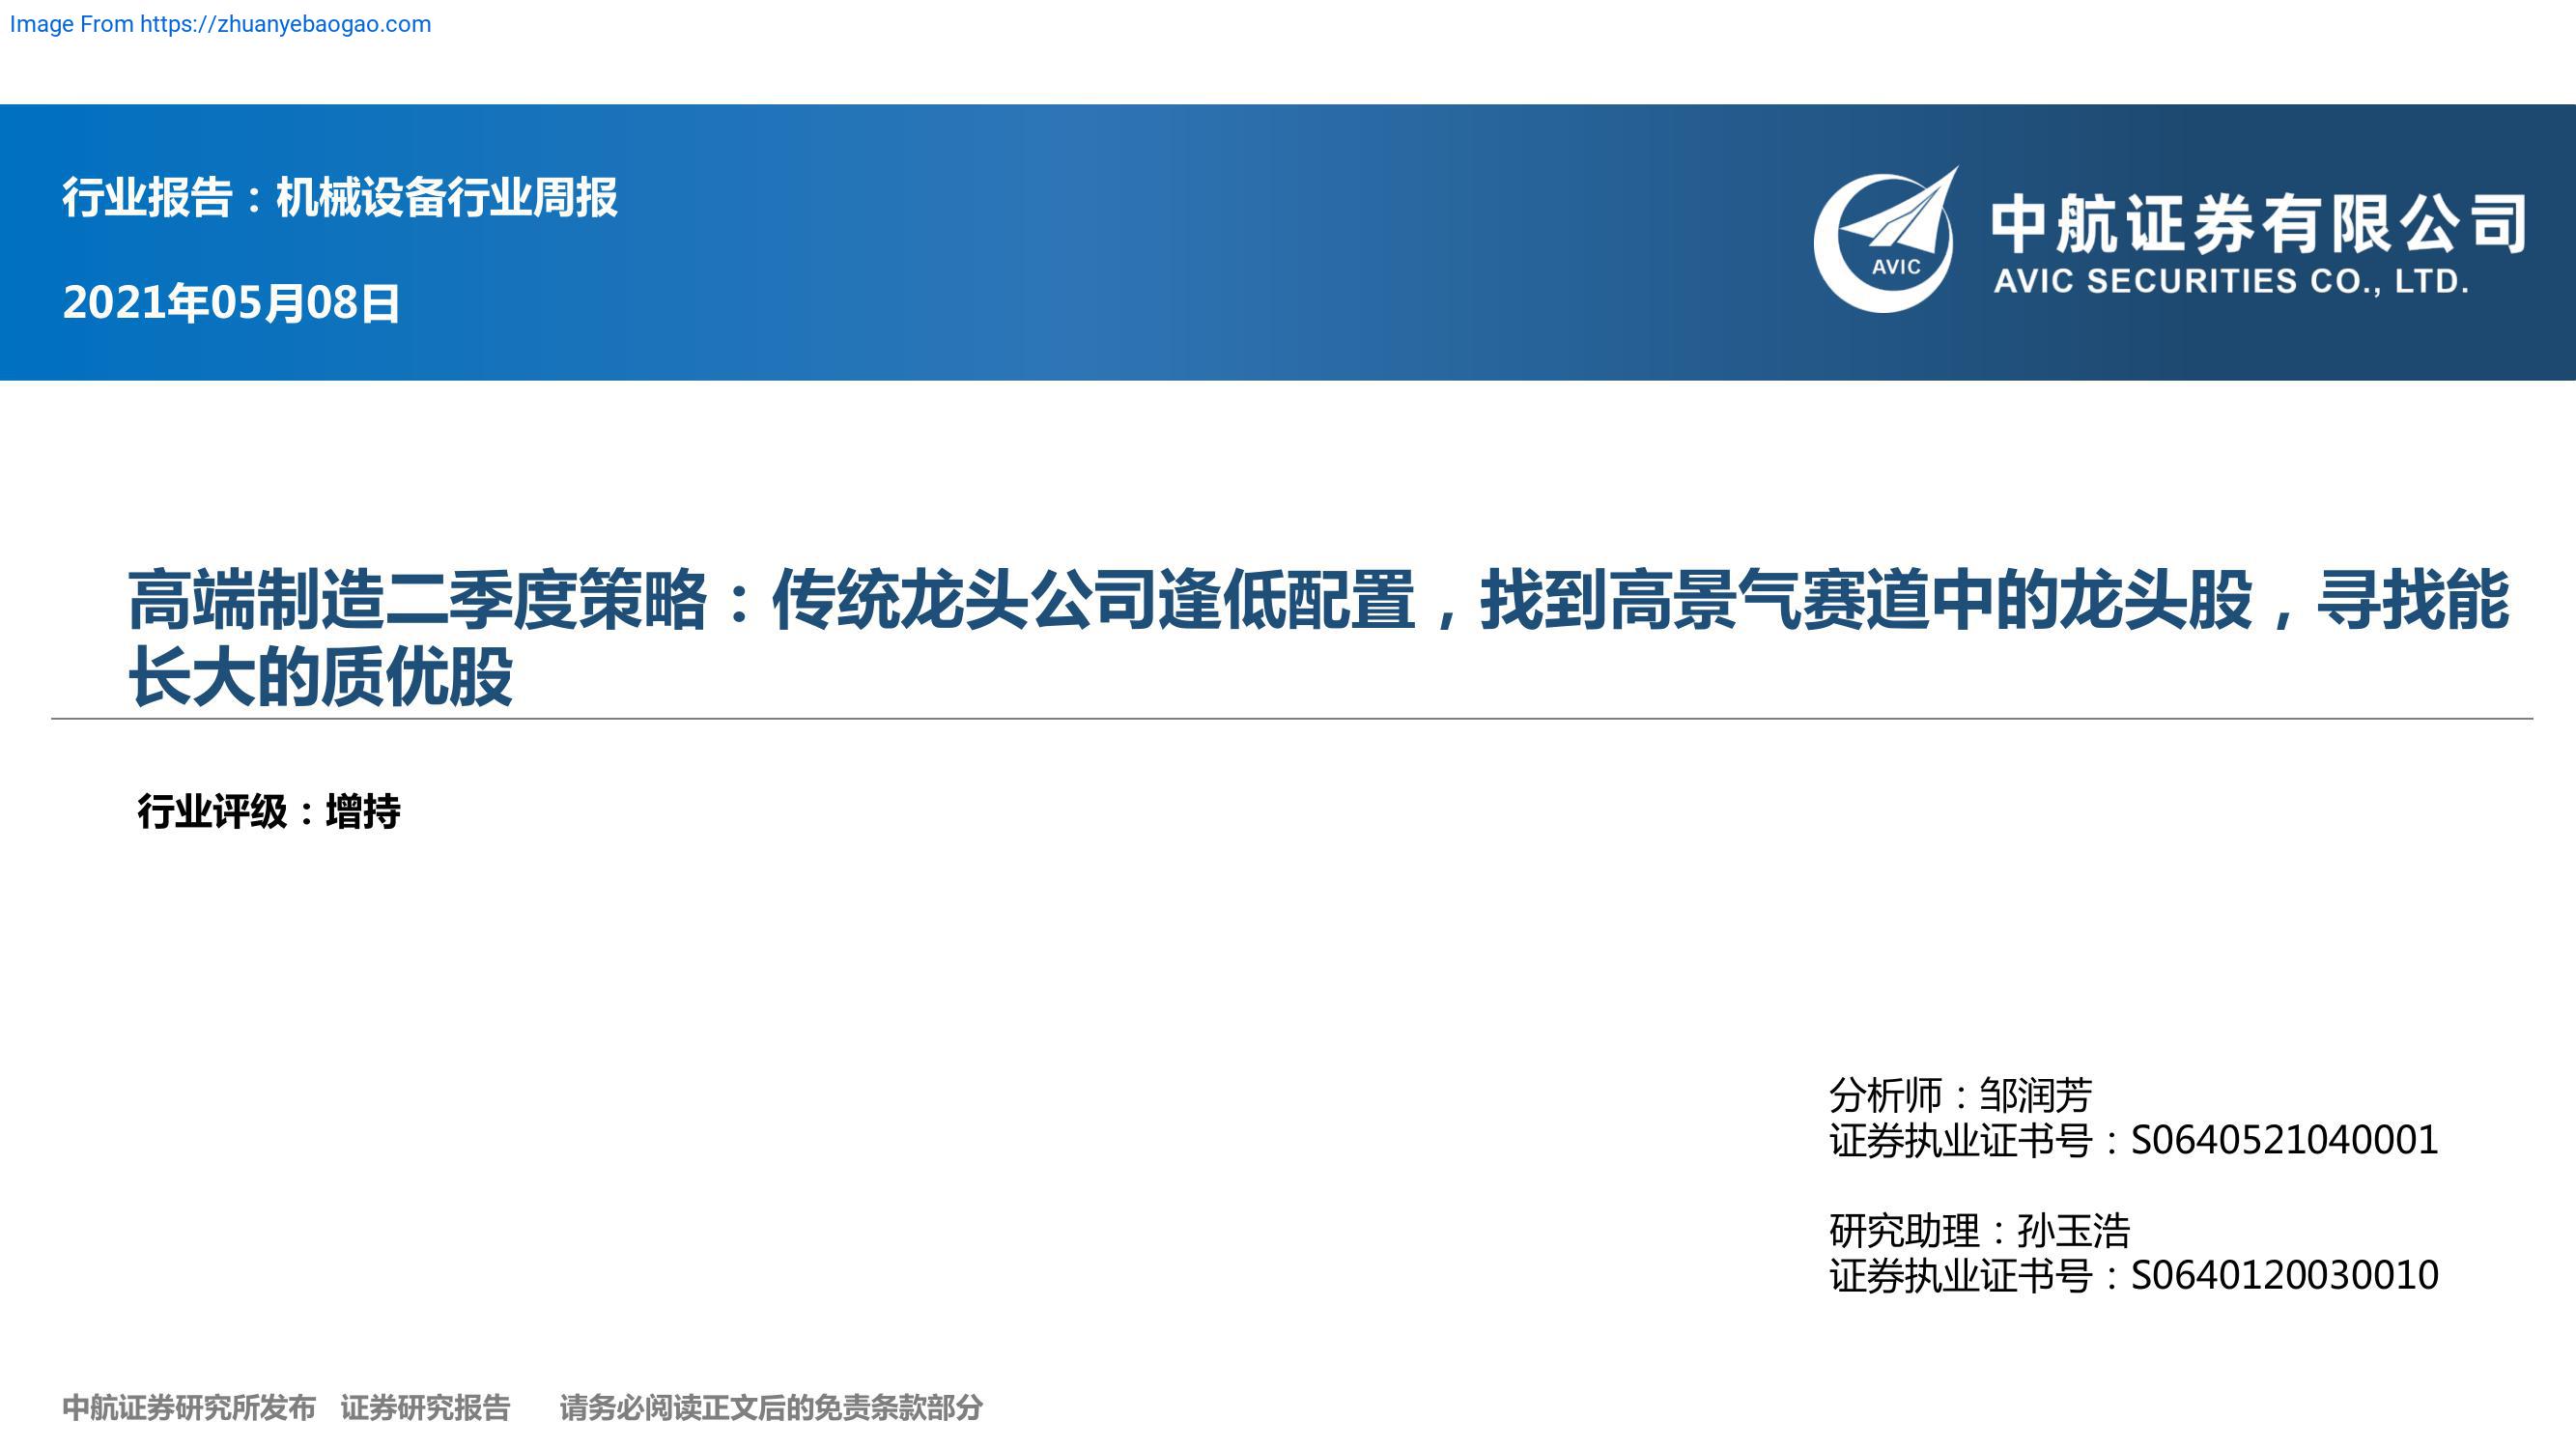 Image From https://zhuanyebaogao.com
行业报告：机械设备行业周报
2021年05月08日
AVIC
中航证券有限公司
AVIC SECURITIES CO., LTD.
高端制造二季度策略：传统龙头公司逢低配置，找到高景气赛道中的龙头股，寻找能
长大的质优股
行业评级：增持
分析师：邹润芳
证券执业证书号：S0640521040001
研究助理：孙玉浩
证券执业证书号：S0640120030010
中航证券研究所发布 证券研究报告 请务必阅读正文后的免责条款部分